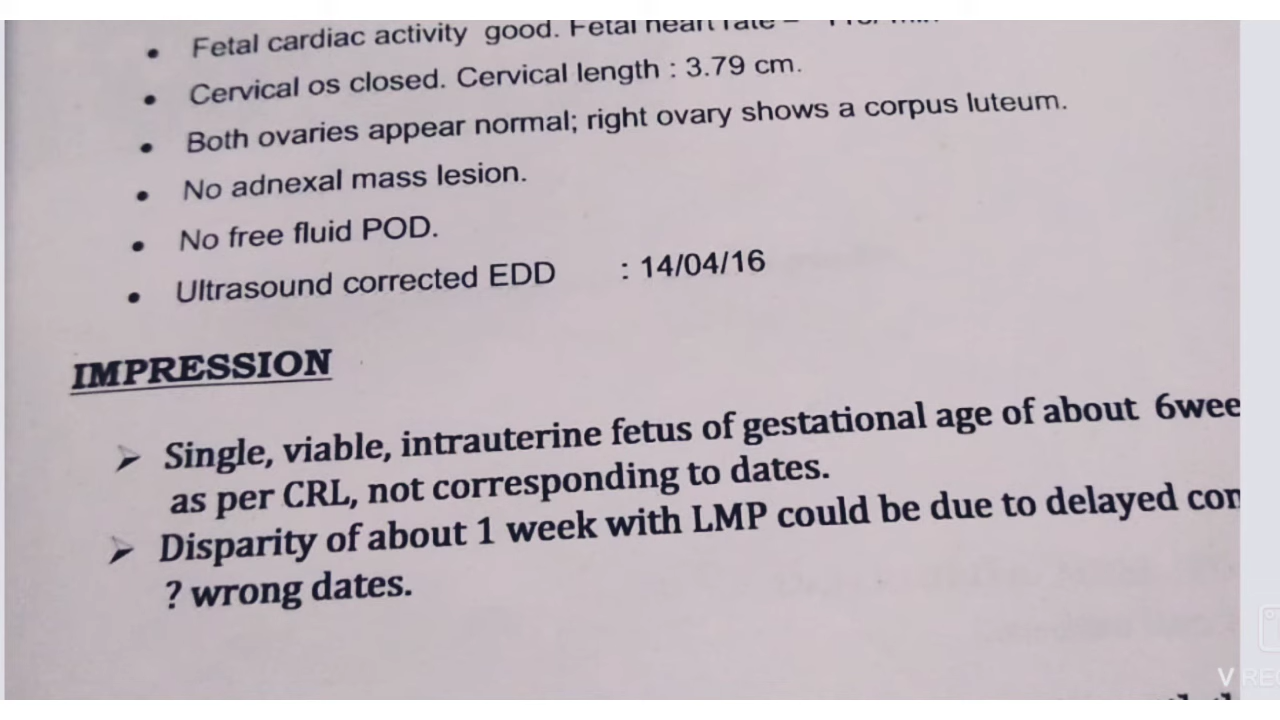 • Fetal cardiac activity good. Fetal heart rate =
• Cervical os closed. Cervical length : 3.79 cm.
• Both ovaries appear normal; right ovary shows a corpus luteum.
• No adnexal mass lesion.
• No free fluid POD.
• Ultrasound corrected EDD : 14/04/16
IMPRESSION
➢ Single, viable, intrauterine fetus of gestational age of about 6wee
as per CRL, not corresponding to dates.
➢ Disparity of about 1 week with LMP could be due to delayed con
? wrong dates.